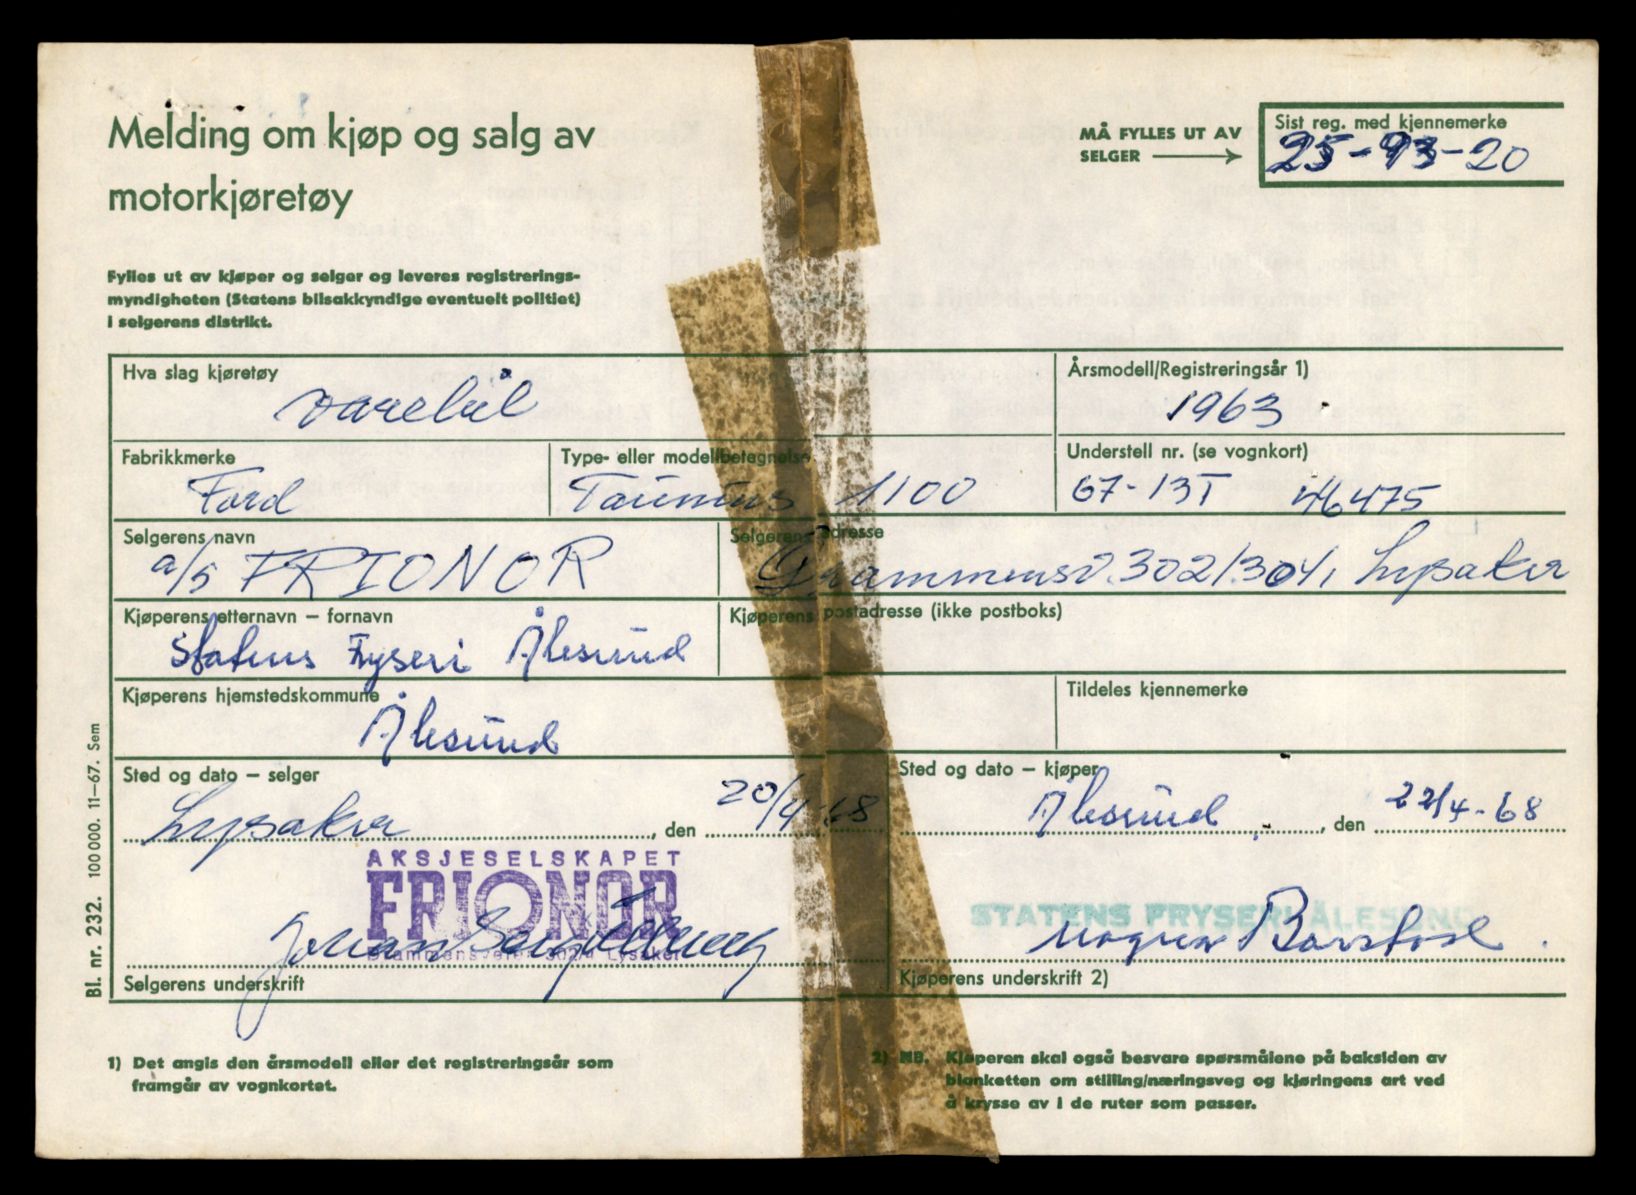 Melding om kjøp og salg av
motorkjøretøy
MÅ FYLLES UT AV
SELGER
Sist reg. med kjennemerke
25-93-20
Fylles ut av kjøper og selger og leveres registrerings-
myndigheten (Statens bilsakkyndige eventuelt politiet)
i selgerens distrikt.
Hva slag kjøretøy
Årsmodell/Registreringsår 1)
varebil
1963
Fabrikkmerke
Type- eller modellbetegnelse
Understell nr. (se vognkort)
Ford
Taunus 1100
67-13T 46475
Selgerens navn
Selgerens adresse
a/s FRIONOR
Drammensv. 302/304, Lysaker
Kjøperens etternavn – fornavn
Kjøperens postadresse (ikke postboks)
Statens Fryseri Ålesund
Kjøperens hjemstedskommune
Tildeles kjennemerke
Ålesund
Sted og dato – selger
Sted og dato – kjøper
Lysaker, den 20/4-68
Ålesund, den 22/4-68
AKSJESELSKAPET
FRIONOR
Drammensveien 302/4 Lysaker
Johan
STATENS FRYSERI ÅLESUND
Magnar
Selgerens underskrift
Kjøperens underskrift 2)
1) Det angis den årsmodell eller det registreringsår som
framgår av vognkortet.
2) NB. Kjøperen skal også besvare spørsmålene på baksiden av
blanketten om stilling/næringsveg og kjøringens art ved
å krysse av i de ruter som passer.
Bl. nr. 232. 100 000. 11–67. Sem